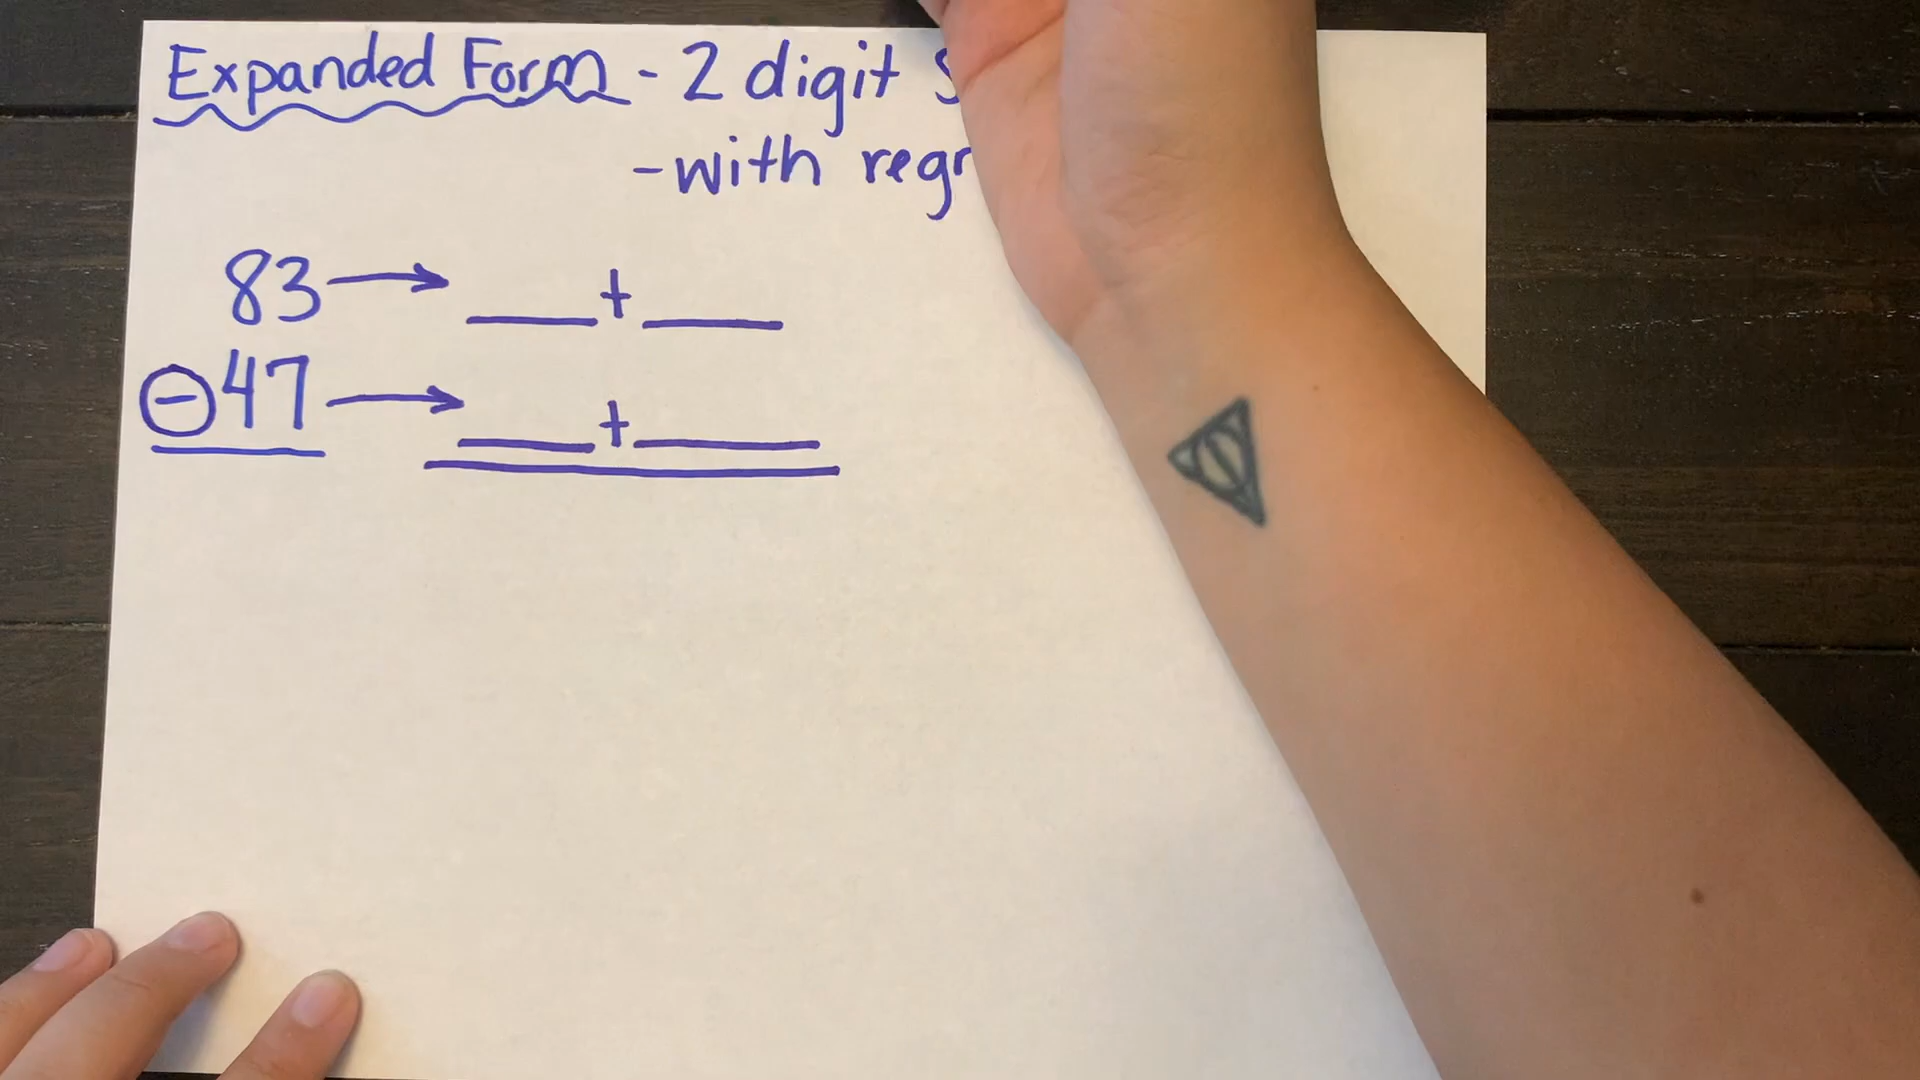 Expanded Form - 2 digit
-with
83 → ___ + ___
⊖47 → ___ + ___